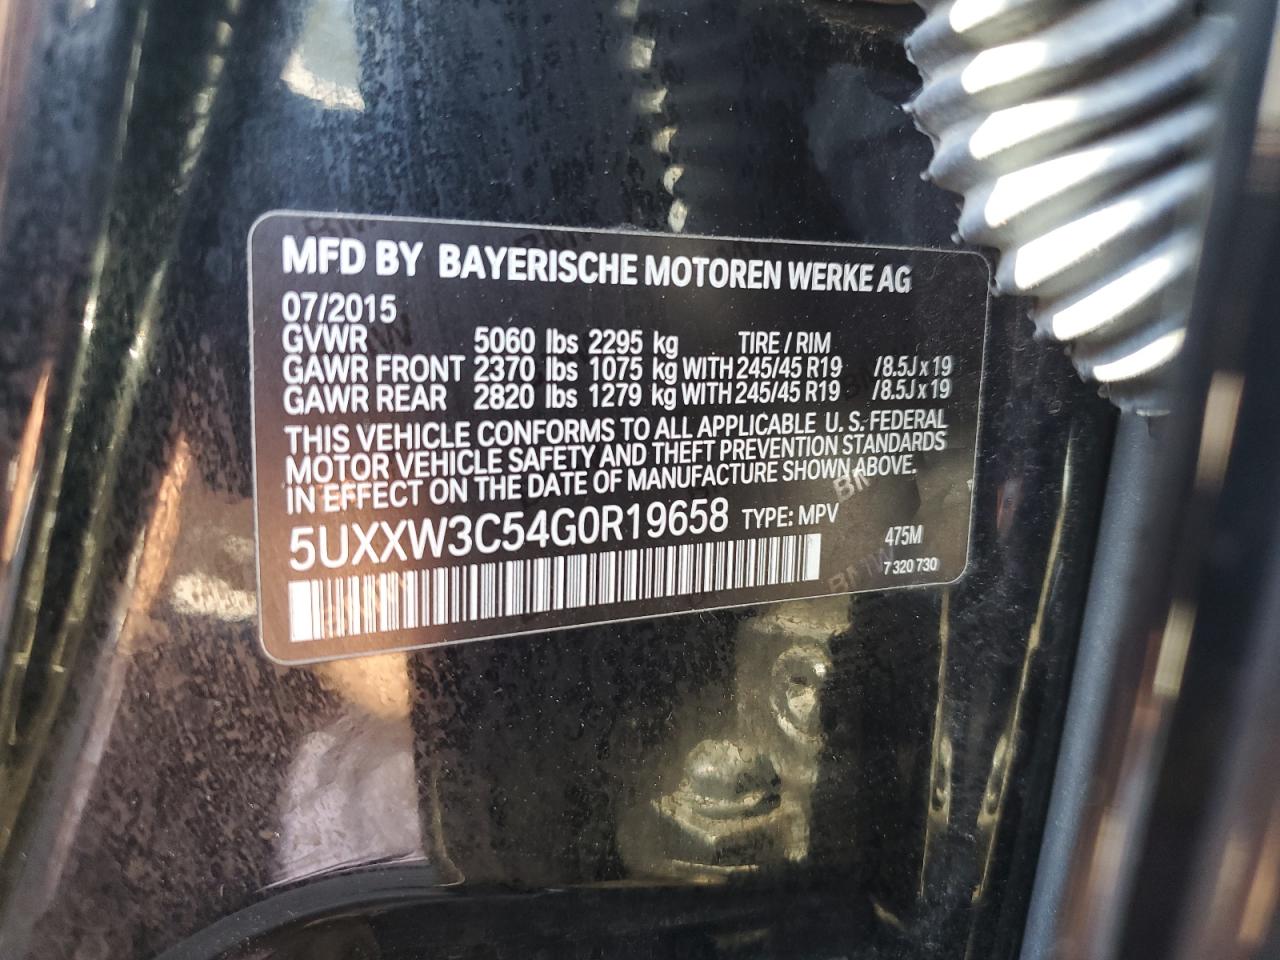 MFD BY BAYERISCHE MOTOREN WERKE AG
07/2015
GVWR 5060 lbs 2295 kg TIRE / RIM
GAWR FRONT 2370 lbs 1075 kg WITH 245/45 R19 /8.5J x 19
GAWR REAR 2820 lbs 1279 kg WITH 245/45 R19 /8.5J x 19
THIS VEHICLE CONFORMS TO ALL APPLICABLE U.S. FEDERAL
MOTOR VEHICLE SAFETY AND THEFT PREVENTION STANDARDS
IN EFFECT ON THE DATE OF MANUFACTURE SHOWN ABOVE.
5UXXW3C54G0R19658 TYPE: MPV
475M
7 320 730